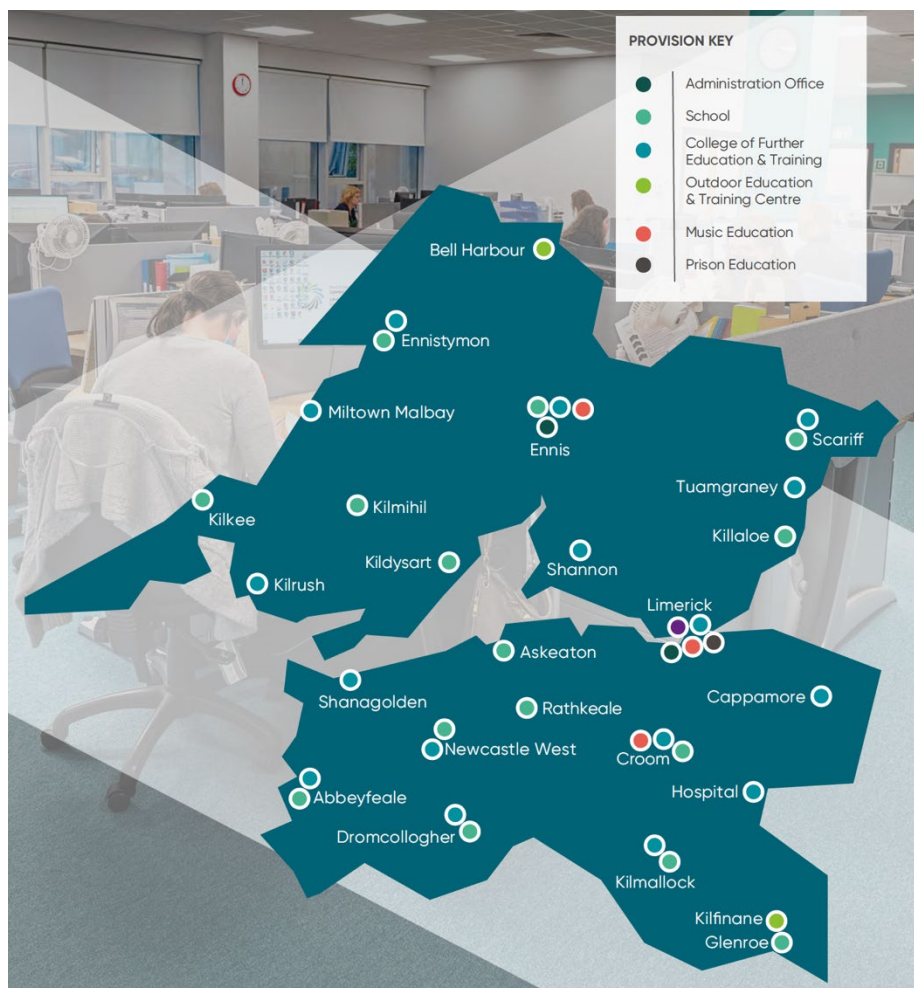 PROVISION KEY
Administration Office
School
College of Further
Education & Training
Outdoor Education
& Training Centre
Music Education
Prison Education
Bell Harbour
Ennistymon
Miltown Malbay
Ennis
Scariff
Tuamgraney
Kilkee
Kilmihil
Killaloe
Kildysart
Shannon
Kilrush
Limerick
Askeaton
Shanagolden
Cappamore
Rathkeale
Newcastle West
Croom
Hospital
Abbeyfeale
Dromcollogher
Kilmallock
Kilfinane
Glenroe